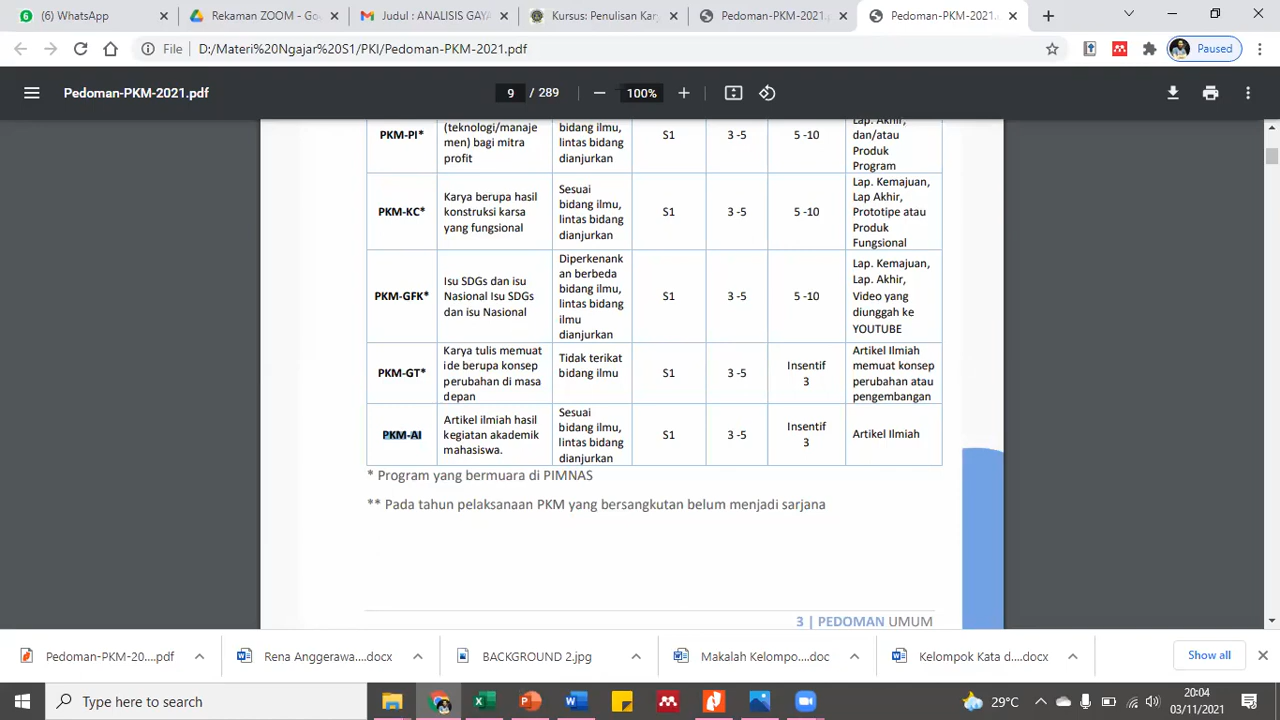 (6) WhatsApp
Rekaman ZOOM - Go
Judul : ANALISIS GAYA
Kursus: Penulisan Kar
Pedoman-PKM-2021.p
Pedoman-PKM-2021.
File
D:/Materi%20Ngajar%20S1/PKI/Pedoman-PKM-2021.pdf
Paused
Pedoman-PKM-2021.pdf
9 / 289
100%
PKM-PI*
(teknologi/manaje
men) bagi mitra
profit
bidang ilmu,
lintas bidang
dianjurkan
S1
3 -5
5 -10
Lap. Akhir,
dan/atau
Produk
Program
PKM-KC*
Karya berupa hasil
konstruksi karsa
yang fungsional
Sesuai
bidang ilmu,
lintas bidang
dianjurkan
S1
3 -5
5 -10
Lap. Kemajuan,
Lap Akhir,
Prototipe atau
Produk
Fungsional
PKM-GFK*
Isu SDGs dan isu
Nasional Isu SDGs
dan isu Nasional
Diperkenank
an berbeda
bidang ilmu,
lintas bidang
ilmu
dianjurkan
S1
3 -5
5 -10
Lap. Kemajuan,
Lap. Akhir,
Video yang
diunggah ke
YOUTUBE
PKM-GT*
Karya tulis memuat
ide berupa konsep
perubahan di masa
depan
Tidak terikat
bidang ilmu
S1
3 -5
Insentif
3
Artikel Ilmiah
memuat konsep
perubahan atau
pengembangan
PKM-AI
Artikel ilmiah hasil
kegiatan akademik
mahasiswa.
Sesuai
bidang ilmu,
lintas bidang
dianjurkan
S1
3 -5
Insentif
3
Artikel Ilmiah
* Program yang bermuara di PIMNAS
** Pada tahun pelaksanaan PKM yang bersangkutan belum menjadi sarjana
3 | PEDOMAN UMUM
Pedoman-PKM-20....pdf
Rena Anggerawa....docx
BACKGROUND 2.jpg
Makalah Kelompo....doc
Kelompok Kata d....docx
Show all
Type here to search
29°C
20:04
03/11/2021